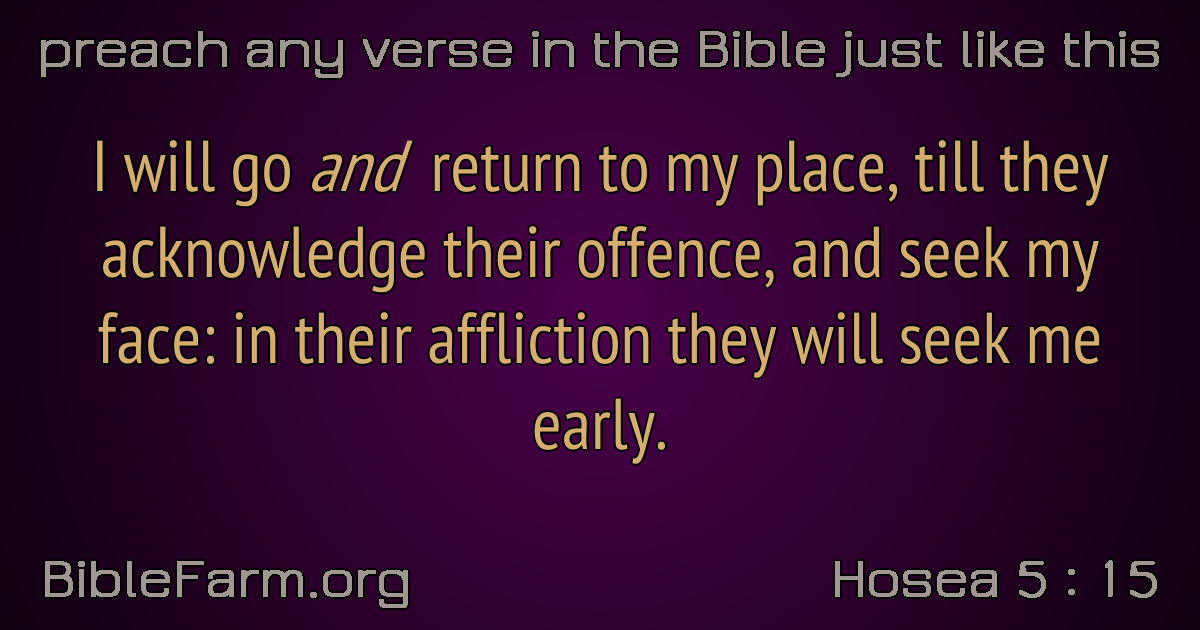 preach any verse in the Bible just like this
I will go and return to my place, till they
acknowledge their offence, and seek my
face: in their affliction they will seek me
early.
BibleFarm.org
Hosea 5 : 15